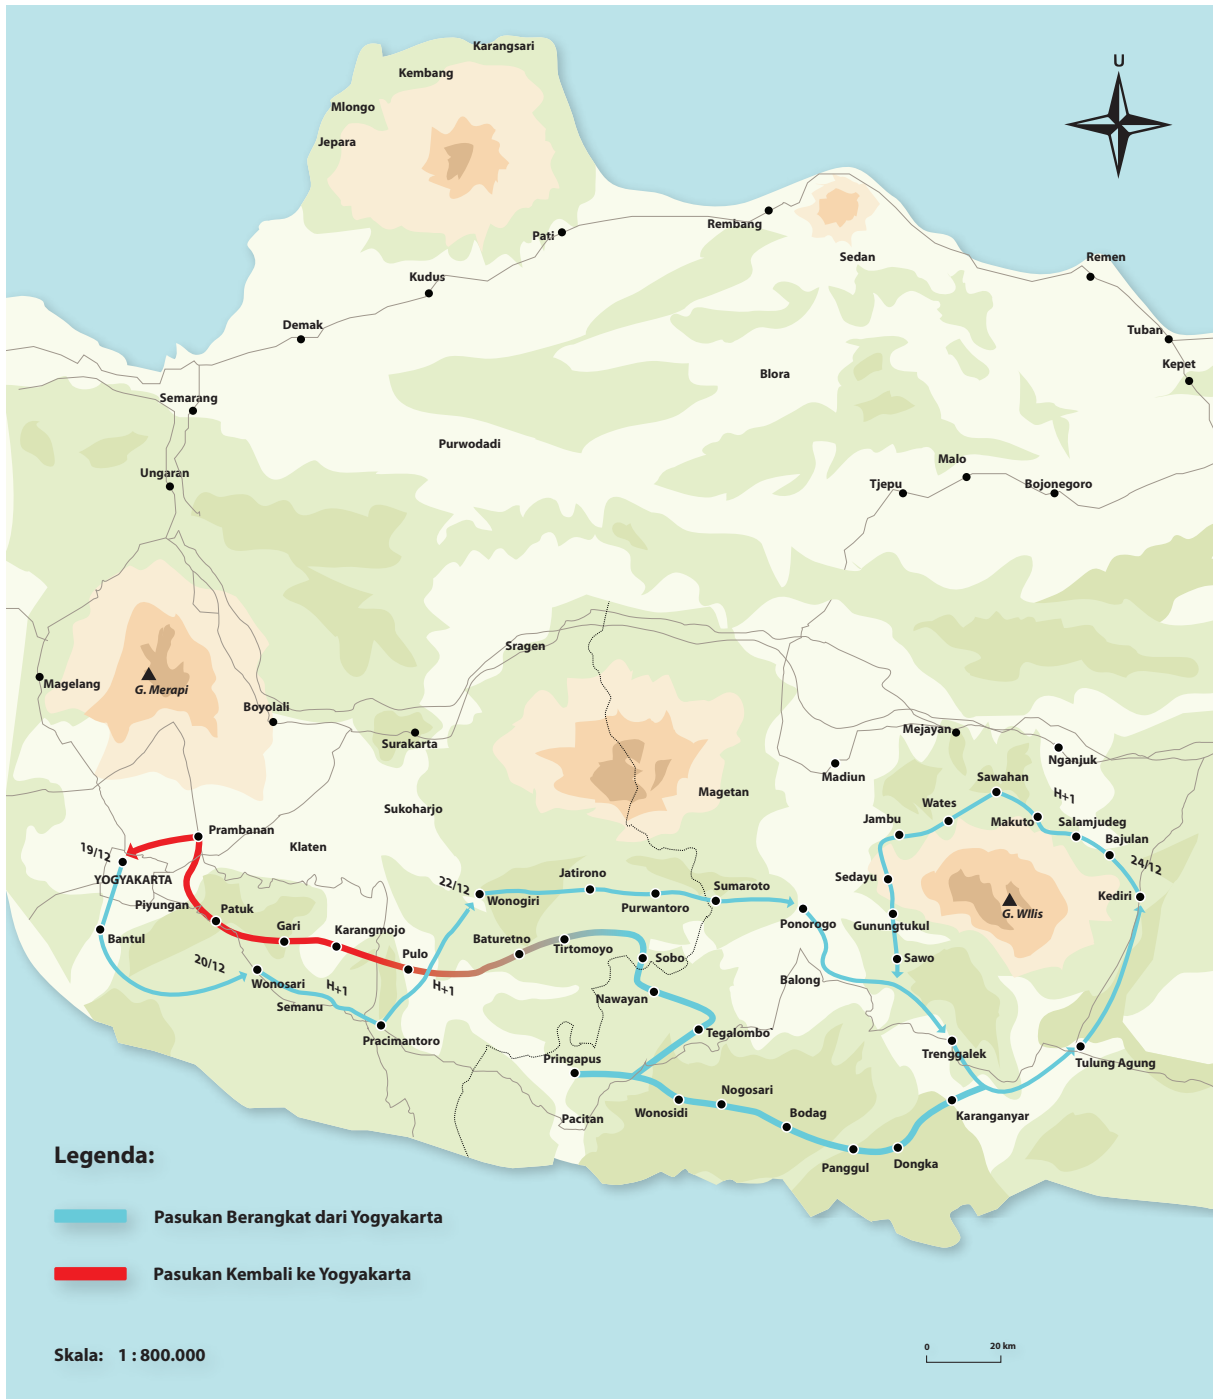 Karangsari
Kembang
U
Mlongo
Jepara
Rembang
Pati
Sedan
Remen
Kudus
Demak
Tuban
Kepet
Blora
Semarang
Purwodadi
Malo
Ungaran
Tjepu
Bojonegoro
Sragen
Magelang
G. Merapi
Boyolali
Surakarta
Mejayan
Nganjuk
Madiun
Sawahan
Magetan
H+1
Wates
Sukoharjo
Jambu
Makuto
Salamjudeg
Prambanan
Bajulan
19/12
Klaten
24/12
YOGYAKARTA
Jatirono
Sedayu
22/12
Sumaroto
Kediri
Wonogiri
Piyungan
Patuk
Purwantoro
G. WIlis
Ponorogo
Gunungtukul
Gari
Karangmojo
Bantul
Baturetno
Tirtomoyo
Pulo
Sobo
Sawo
20/12
Wonosari
H+1
H+1
Balong
Nawayan
Semanu
Tegalombo
Pracimantoro
Trenggalek
Pringapus
Tulung Agung
Nogosari
Wonosidi
Bodag
Karanganyar
Pacitan
Panggul
Dongka
Legenda:
Pasukan Berangkat dari Yogyakarta
Pasukan Kembali ke Yogyakarta
Skala: 1 : 800.000
0 20 km